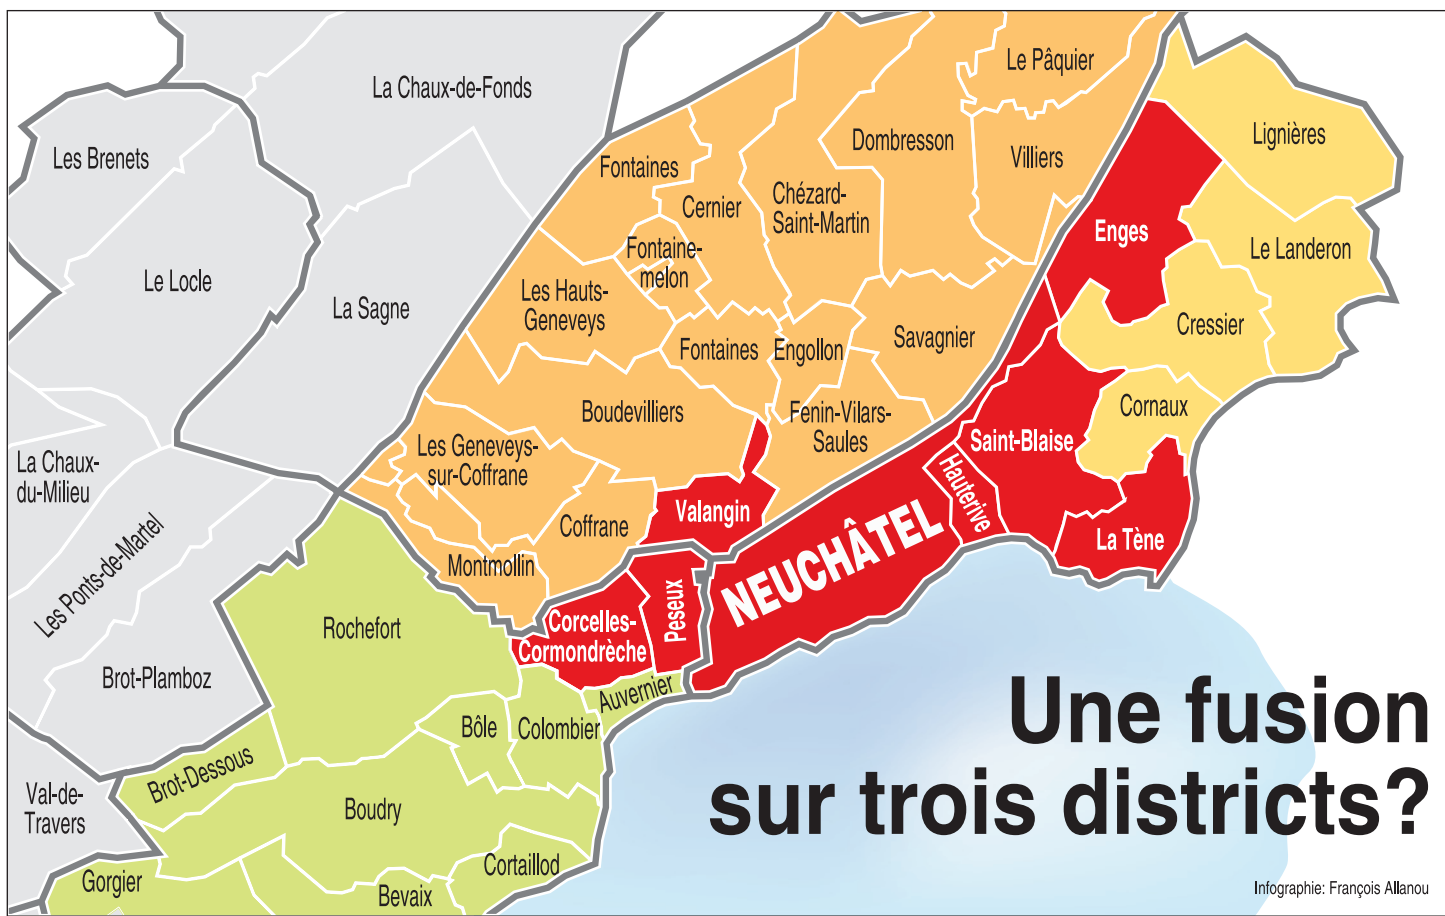 La Chaux-de-Fonds
Le Pâquier
Les Brenets
Fontaines
Dombresson
Villiers
Lignières
Cernier
Chézard-
Saint-Martin
Enges
Fontaine-
melon
Le Landeron
Le Locle
La Sagne
Les Hauts-
Geneveys
Fontaines
Engollon
Savagnier
Cressier
Boudevilliers
Fenin-Vilars-
Saules
Cornaux
Les Geneveys-
sur-Coffrane
Saint-Blaise
La Chaux-
du-Milieu
Hauterive
Valangin
Coffrane
La Tène
Les Ponts-de-Martel
Montmollin
NEUCHÂTEL
Rochefort
Corcelles-
Cormondrèche
Peseux
Brot-Plamboz
Auvernier
Bôle
Colombier
Une fusion
sur trois districts?
Brot-Dessous
Val-de-
Travers
Boudry
Cortaillod
Gorgier
Bevaix
Infographie: François Allanou